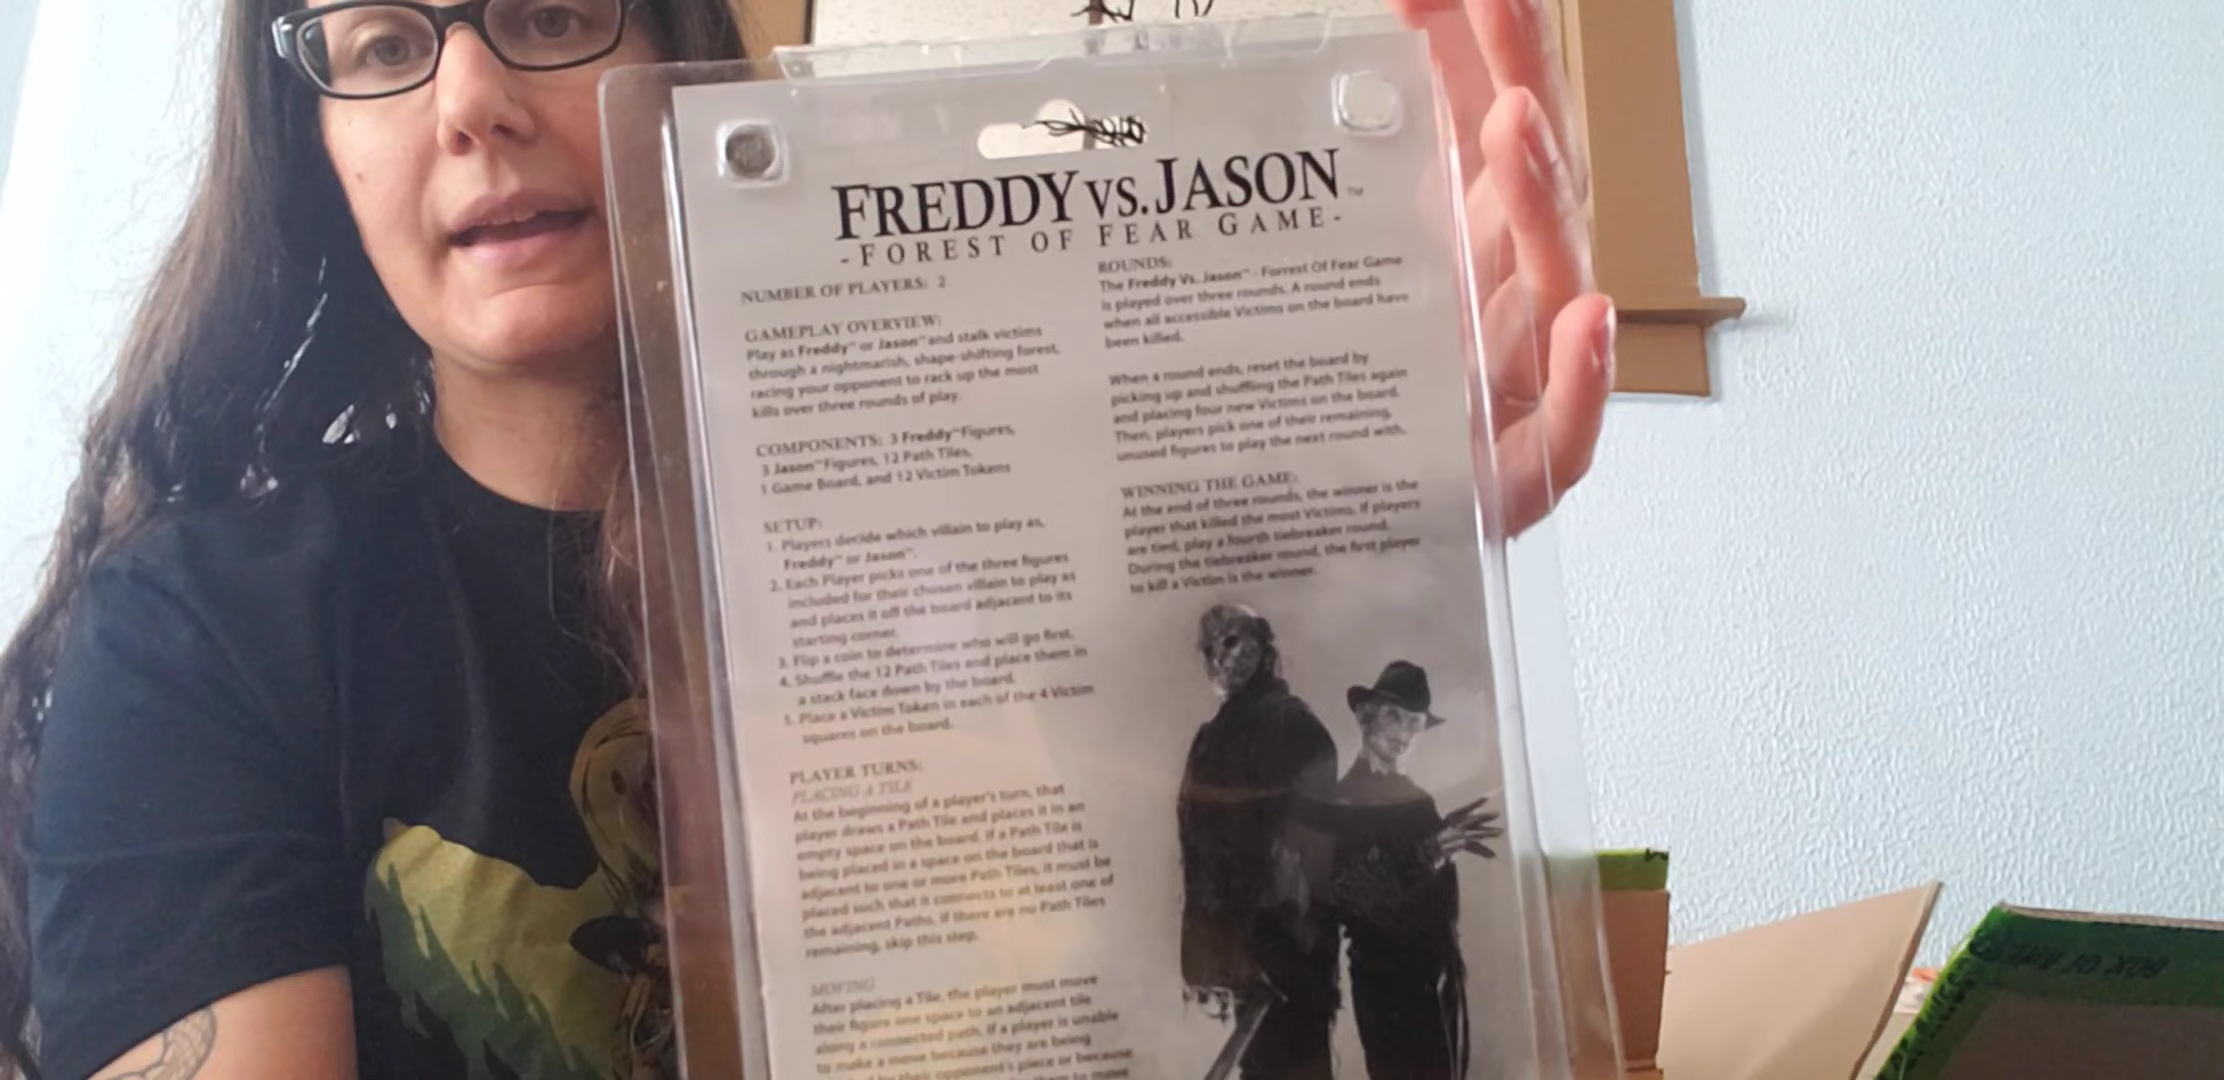 FREDDY VS. JASON™
-FOREST OF FEAR GAME-
NUMBER OF PLAYERS: 2
GAMEPLAY OVERVIEW:
Play as Freddy™ or Jason™ and stalk victims
through a nightmarish, shape-shifting forest,
racing your opponent to rack up the most
kills over three rounds of play.
COMPONENTS: 3 Freddy™ Figures,
3 Jason™ Figures, 12 Path Tiles,
1 Game Board, and 12 Victim Tokens
SETUP:
1. Players decide which villain to play as,
Freddy™ or Jason™.
2. Each Player picks one of the three figures
included for their chosen villain to play as
and places it off the board adjacent to its
starting corner.
3. Flip a coin to determine who will go first.
4. Shuffle the 12 Path Tiles and place them in
a stack face down by the board.
5. Place a Victim Token in each of the 4 Victim
squares on the board.
PLAYER TURNS:
PLACING A TILE
At the beginning of a player's turn, that
player draws a Path Tile and places it in an
empty space on the board. If a Path Tile is
being placed in a space on the board that is
adjacent to one or more Path Tiles, it must be
placed such that it connects to at least one of
the adjacent Paths. If there are no Path Tiles
remaining, skip this step.
MOVING
After placing a Tile, the player must move
their figure one space to an adjacent tile
along a connected path. If a player is unable
to make a move because they are being
by their opponent's piece or because
them to move
ROUNDS:
The Freddy Vs. Jason™ - Forrest Of Fear Game
is played over three rounds. A round ends
when all accessible Victims on the board have
been killed.
When a round ends, reset the board by
picking up and shuffling the Path Tiles again
and placing four new Victims on the board.
Then, players pick one of their remaining,
unused figures to play the next round with.
WINNING THE GAME:
At the end of three rounds, the winner is the
player that killed the most Victims. If players
are tied, play a fourth tiebreaker round.
During the tiebreaker round, the first player
to kill a Victim is the winner.
BOX OF